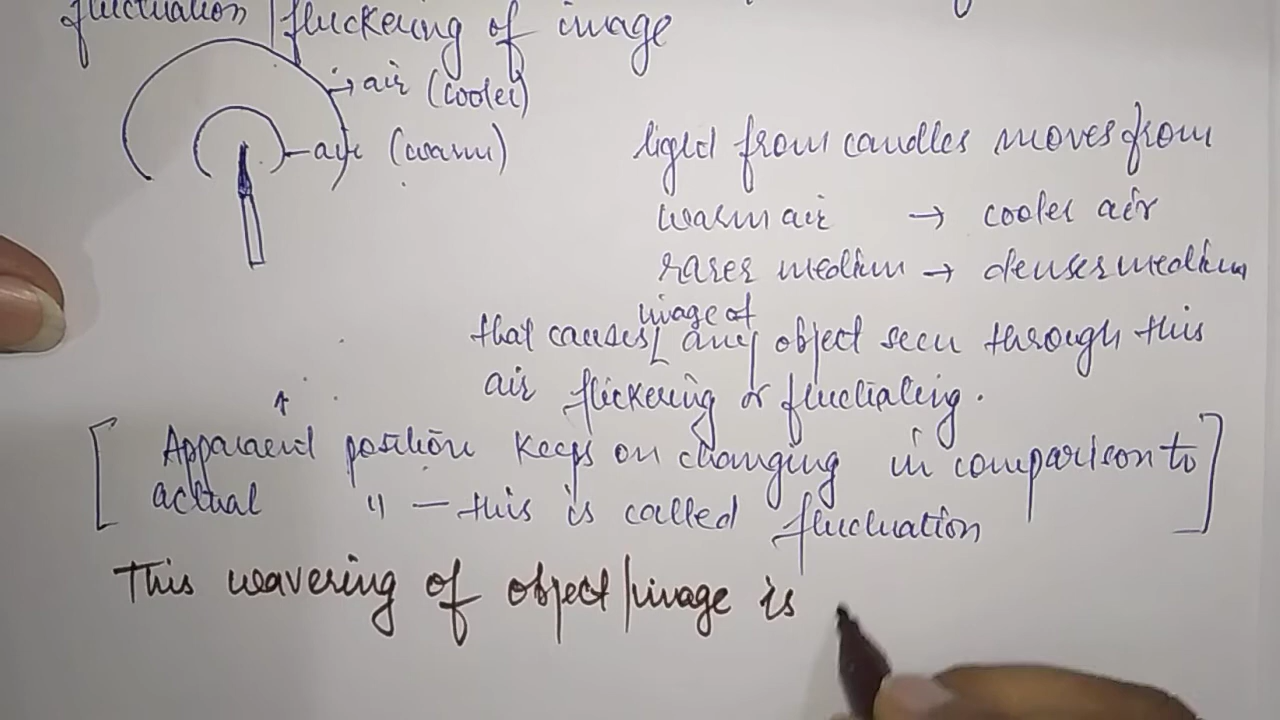 fluctuation / fluckering of image
→ air (cooler)
air (warm)
light from candles moves from
warm air → cooler air
rarer medium → denser medium
image of
that causes any object seen through this
air flickering or fluctiating.
[Apparent position keeps on changing in comparison to
actual " — this is called fluctuation]
This wavering of object/image is